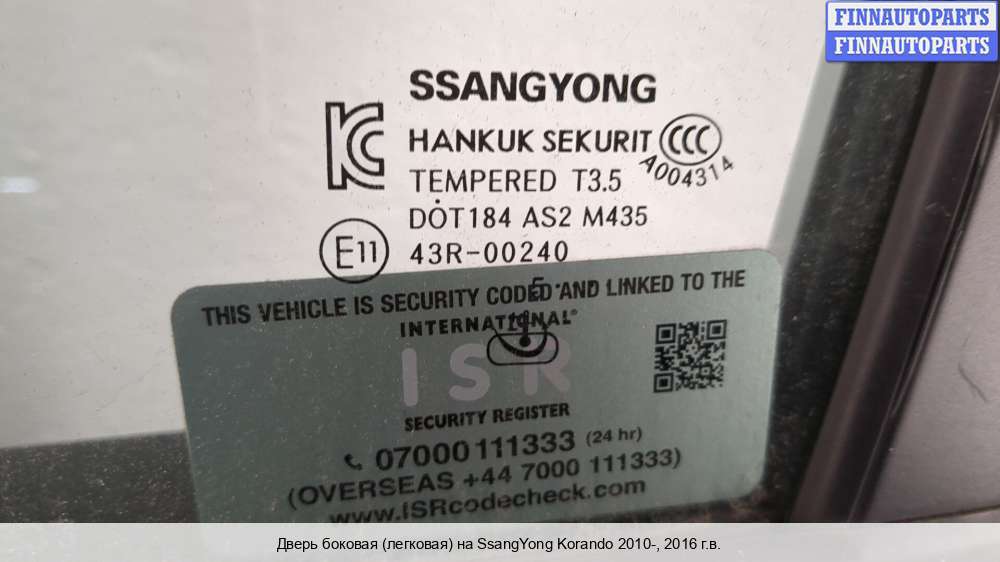 FINNAUTOPARTS
FINNAUTOPARTS
SSANGYONG
KC
HANKUK SEKURIT CCC
A004314
TEMPERED T3.5
DOT184 AS2 M435
E11 43R-00240
THIS VEHICLE IS SECURITY CODED AND LINKED TO THE
INTERNATIONAL
ISR
SECURITY REGISTER
07000 111333 (24 hr)
(OVERSEAS +44 7000 111333)
www.ISRcodecheck.com
Дверь боковая (легковая) на SsangYong Korando 2010-, 2016 г.в.